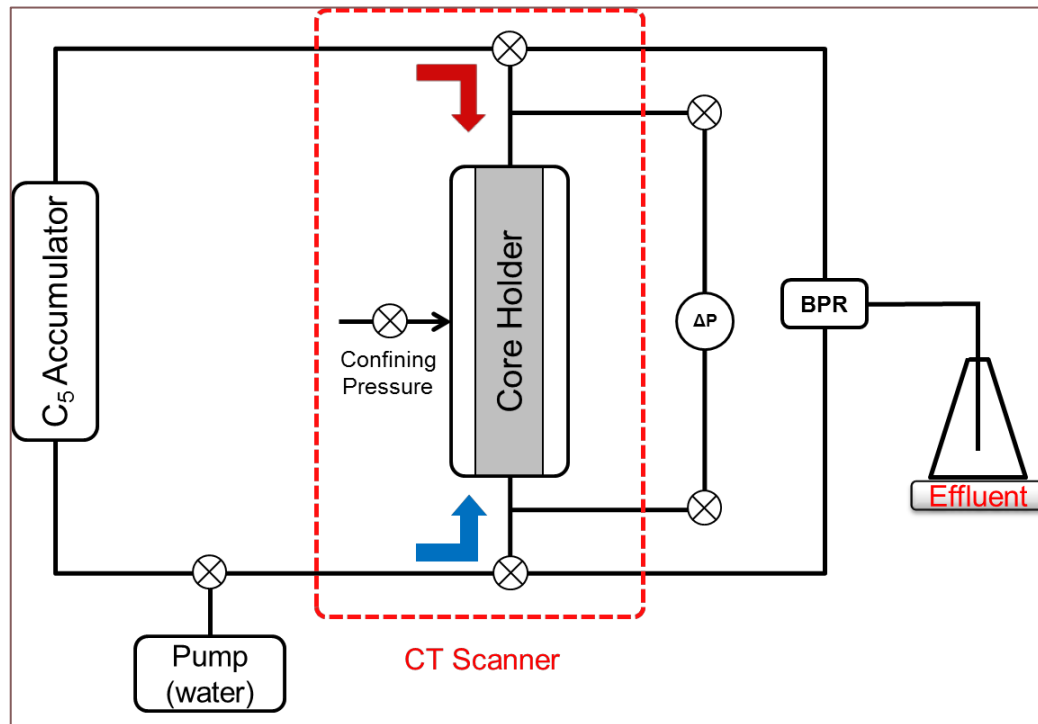 C₅ Accumulator
Core Holder
Confining
Pressure
ΔP
BPR
Effluent
Pump
(water)
CT Scanner